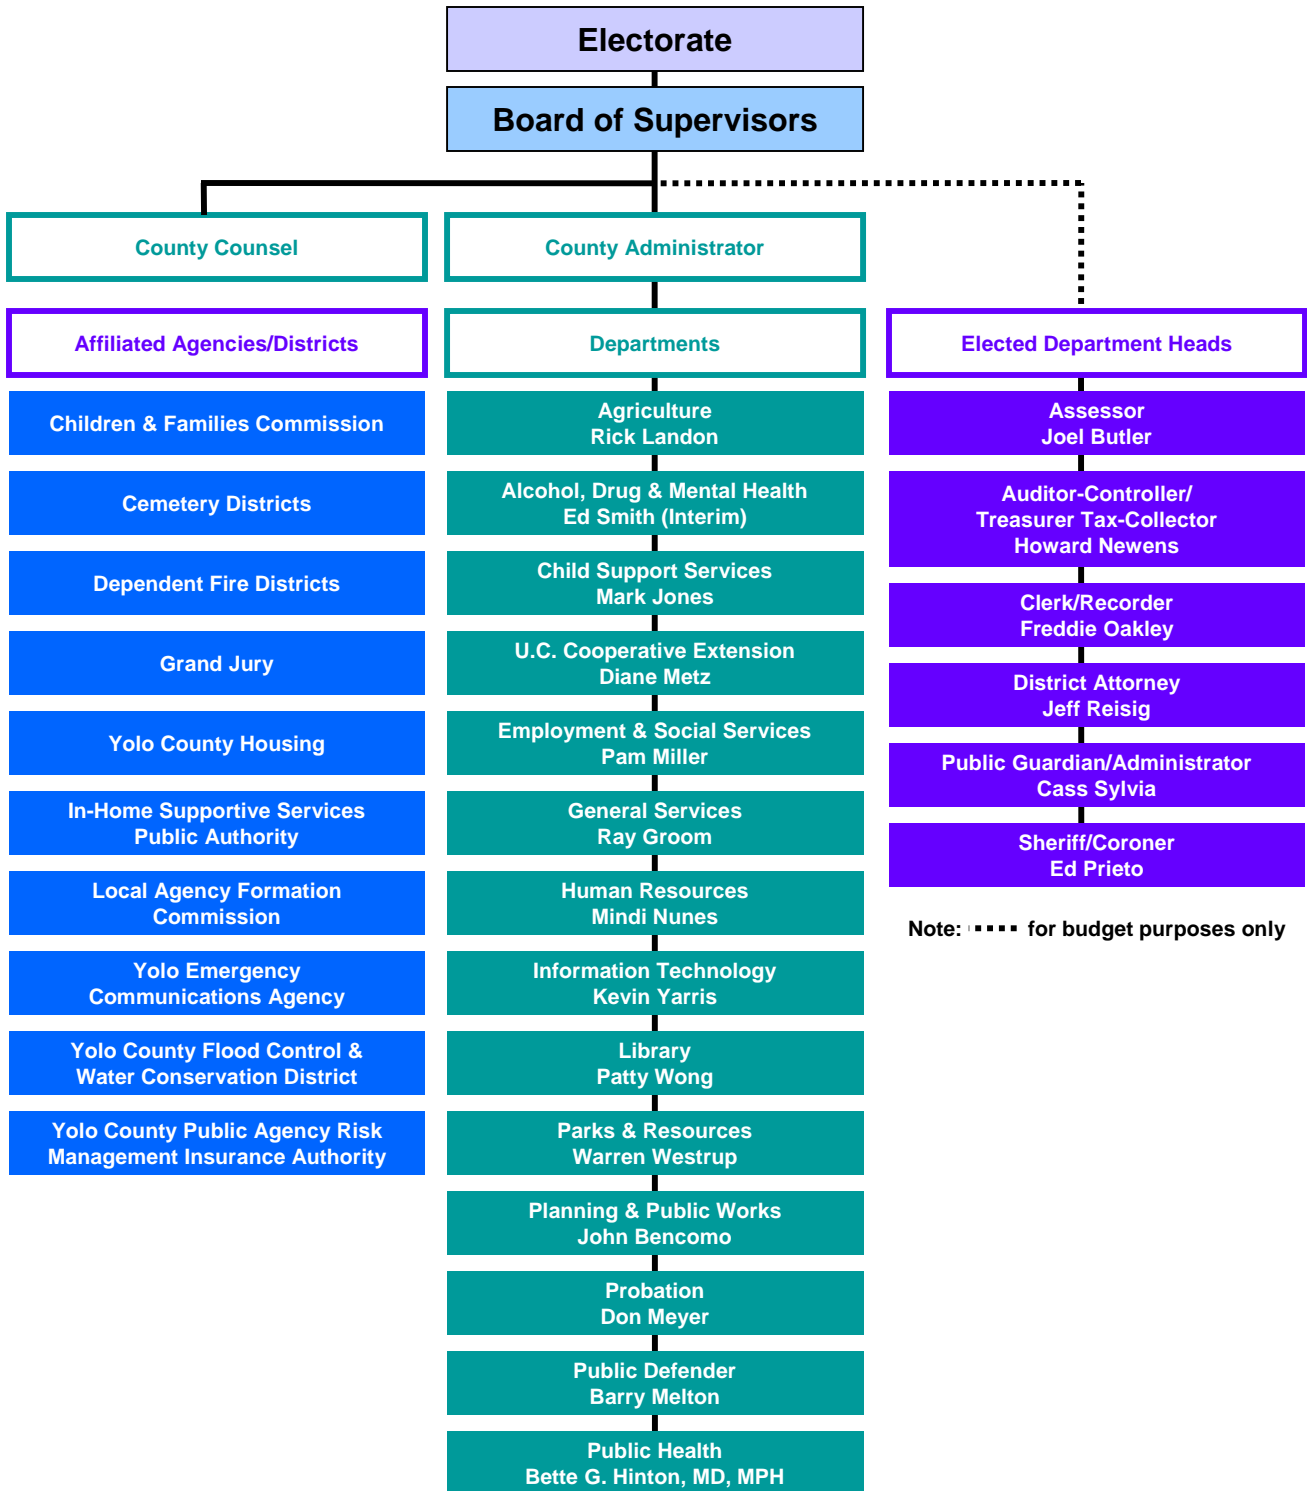 Electorate
Board of Supervisors
County Counsel
County Administrator
Affiliated Agencies/Districts
Children & Families Commission
Cemetery Districts
Dependent Fire Districts
Grand Jury
Yolo County Housing
In-Home Supportive Services
Public Authority
Local Agency Formation
Commission
Yolo Emergency
Communications Agency
Yolo County Flood Control &
Water Conservation District
Yolo County Public Agency Risk
Management Insurance Authority
Departments
Agriculture
Rick Landon
Alcohol, Drug & Mental Health
Ed Smith (Interim)
Child Support Services
Mark Jones
U.C. Cooperative Extension
Diane Metz
Employment & Social Services
Pam Miller
General Services
Ray Groom
Human Resources
Mindi Nunes
Information Technology
Kevin Yarris
Library
Patty Wong
Parks & Resources
Warren Westrup
Planning & Public Works
John Bencomo
Probation
Don Meyer
Public Defender
Barry Melton
Public Health
Bette G. Hinton, MD, MPH
Elected Department Heads
Assessor
Joel Butler
Auditor-Controller/
Treasurer Tax-Collector
Howard Newens
Clerk/Recorder
Freddie Oakley
District Attorney
Jeff Reisig
Public Guardian/Administrator
Cass Sylvia
Sheriff/Coroner
Ed Prieto
Note: for budget purposes only